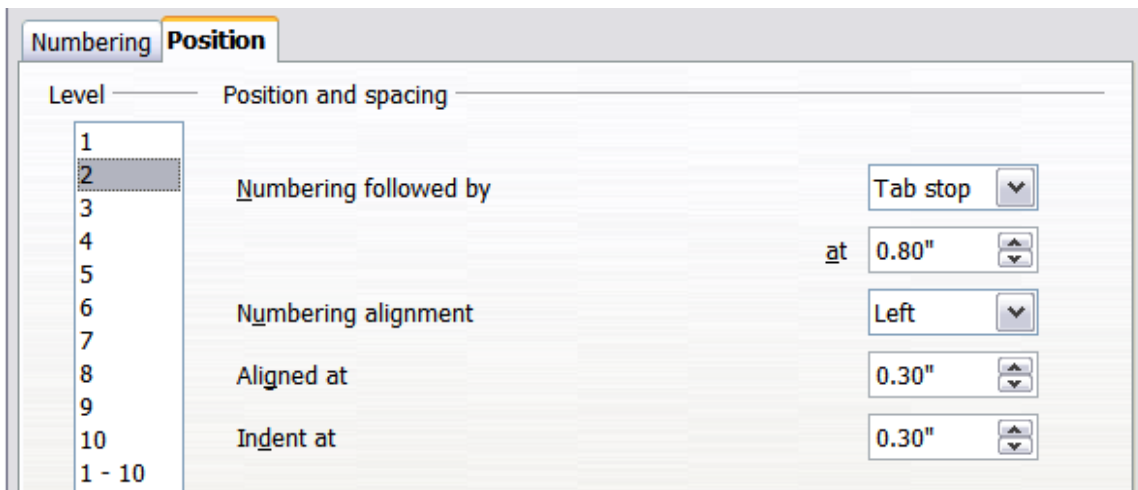 Numbering Position
Level Position and spacing
1
2
Numbering followed by Tab stop
3
4
at 0.80"
5
6
Numbering alignment Left
7
8
Aligned at 0.30"
9
10
Indent at 0.30"
1 - 10